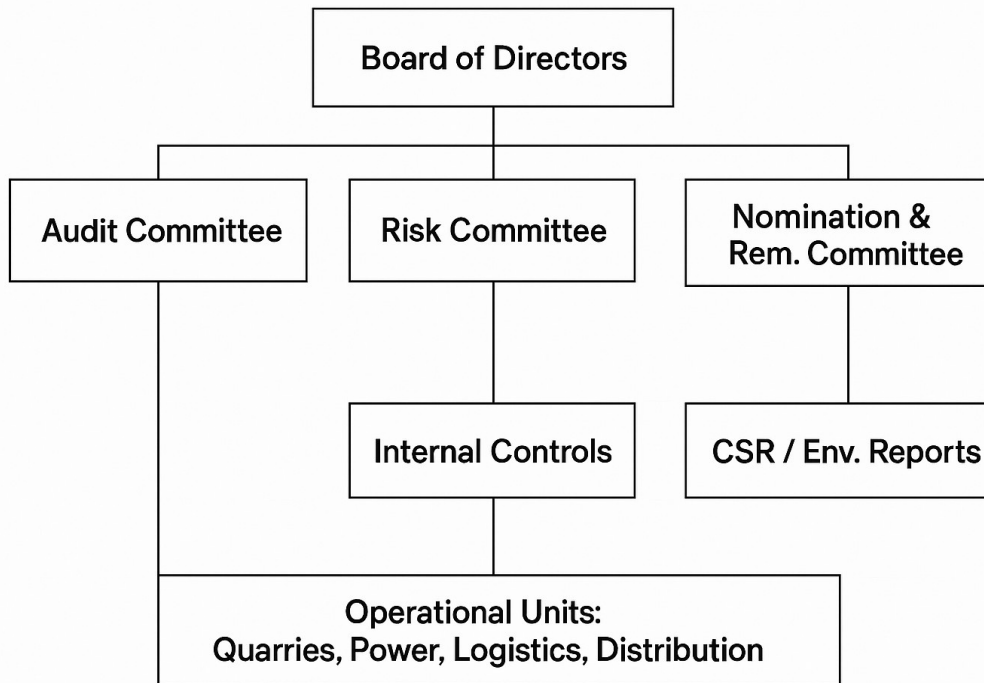 Board of Directors
Audit Committee
Risk Committee
Nomination &
Rem. Committee
Internal Controls
CSR / Env. Reports
Operational Units:
Quarries, Power, Logistics, Distribution